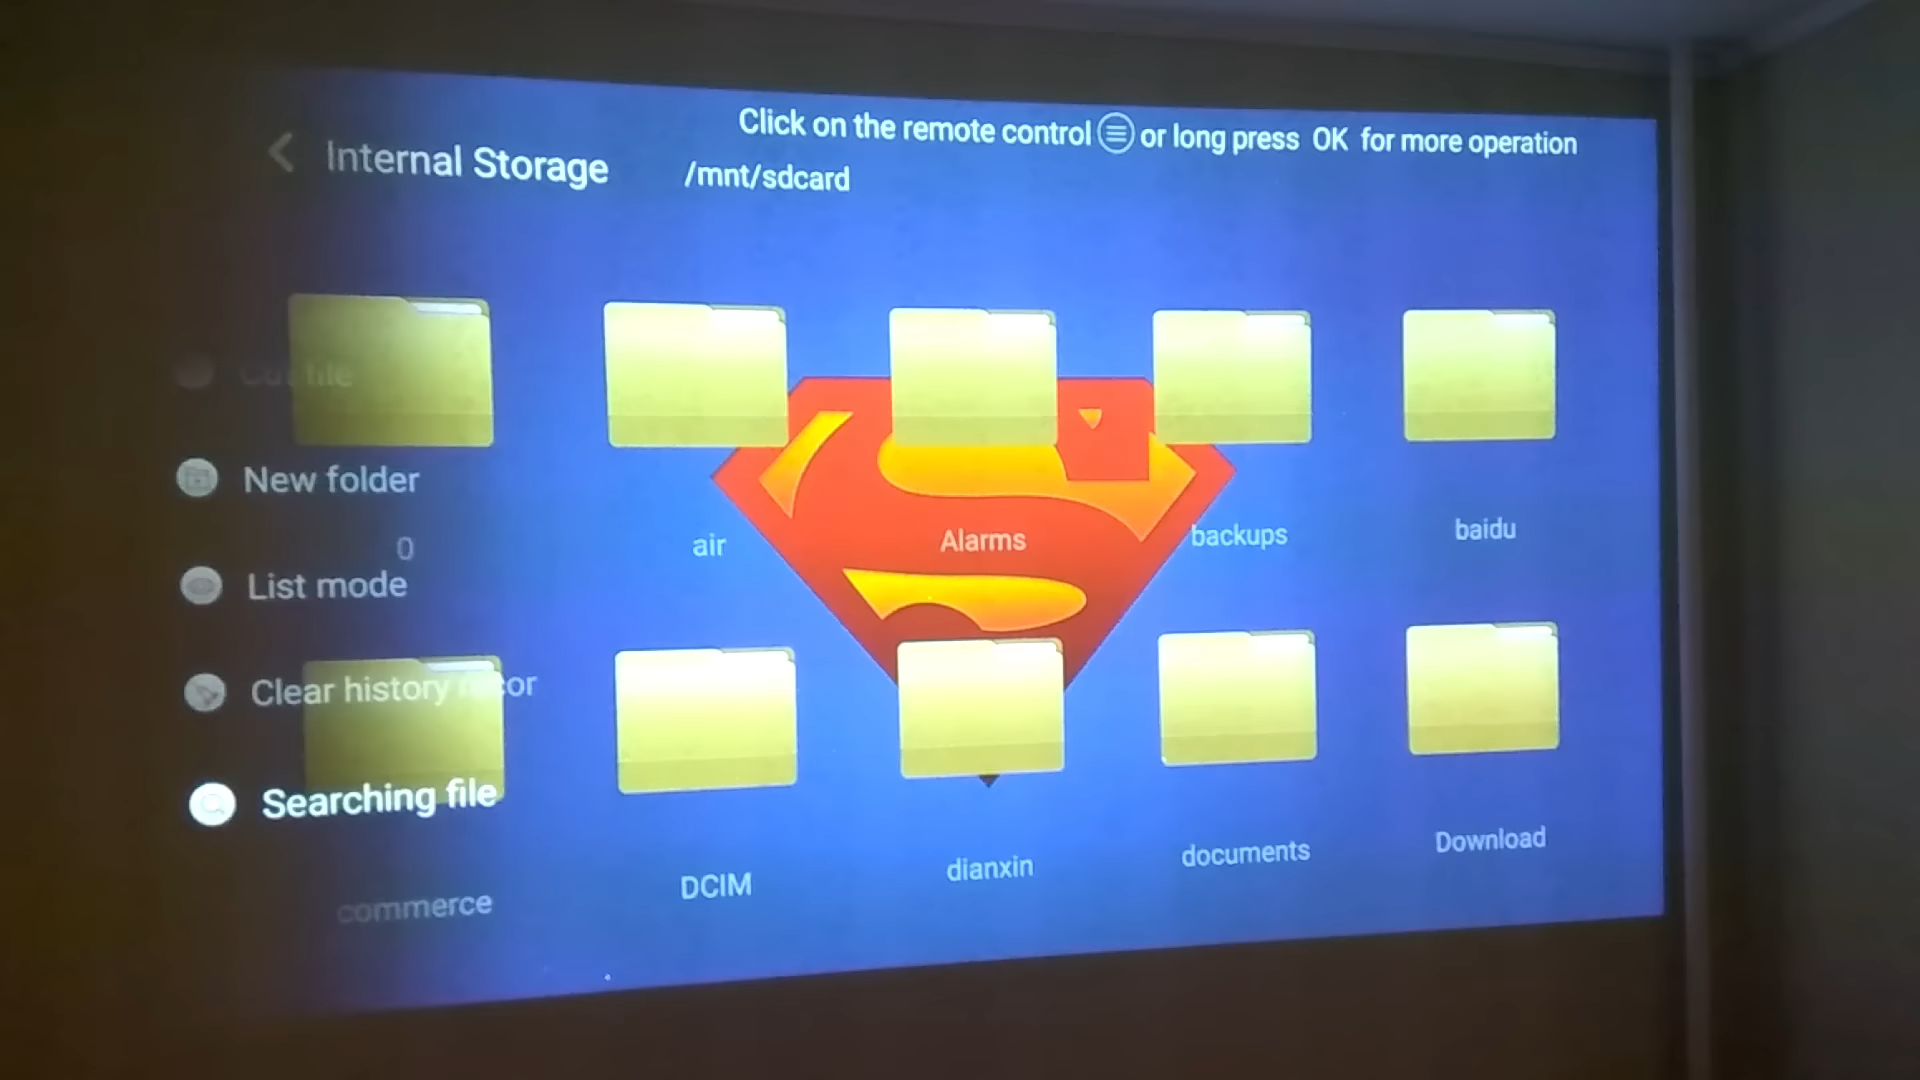 Click on the remote control or long press OK for more operation
Internal Storage
/mnt/sdcard
file
New folder
0
air
Alarms
backups
baidu
List mode
Clear history
Searching file
commerce
DCIM
dianxin
documents
Download